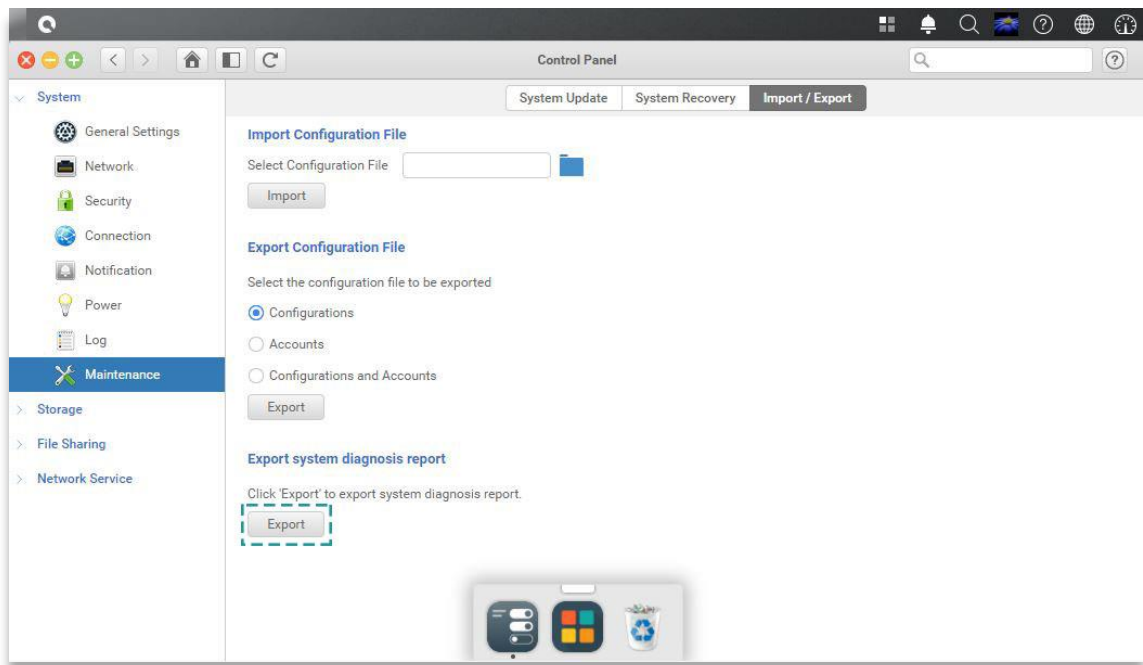 Control Panel
System
General Settings
Network
Security
Connection
Notification
Power
Log
Maintenance
Storage
File Sharing
Network Service
System Update System Recovery Import / Export
Import Configuration File
Select Configuration File
Import
Export Configuration File
Select the configuration file to be exported
Configurations
Accounts
Configurations and Accounts
Export
Export system diagnosis report
Click 'Export' to export system diagnosis report.
Export